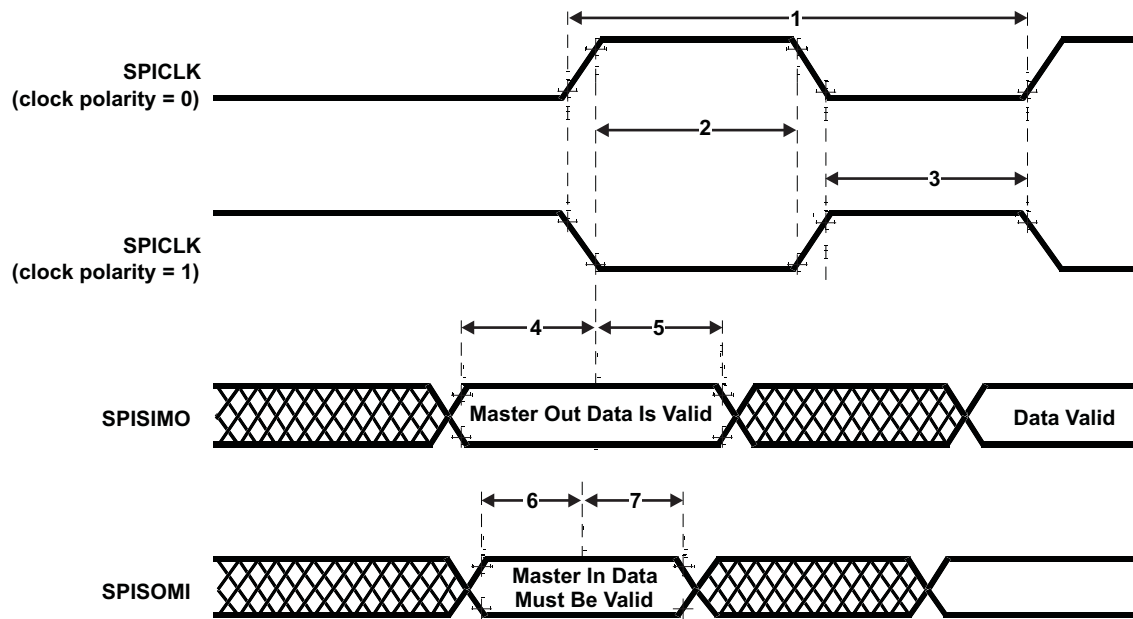 1
SPICLK
(clock polarity = 0)
2
3
SPICLK
(clock polarity = 1)
4
5
SPISIMO
Master Out Data Is Valid
Data Valid
6
7
SPISOMI
Master In Data
Must Be Valid